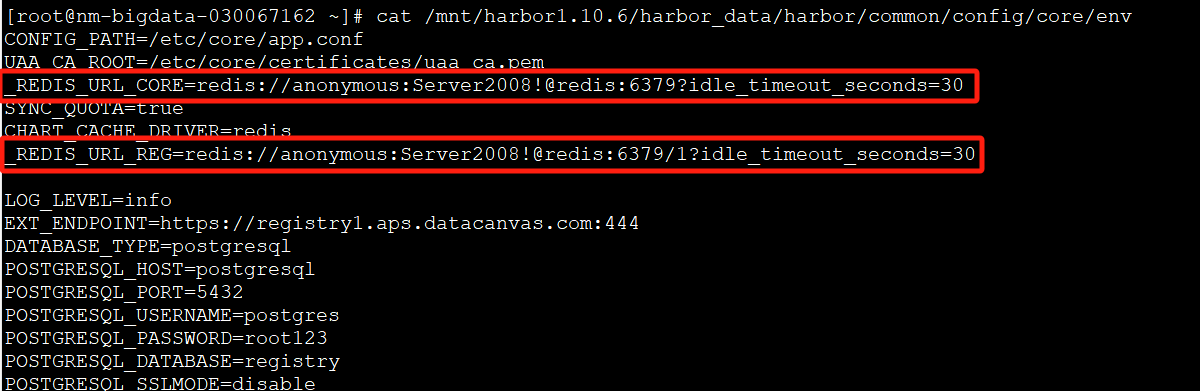 [root@nm-bigdata-030067162 ~]# cat /mnt/harbor1.10.6/harbor_data/harbor/common/config/core/env
CONFIG_PATH=/etc/core/app.conf
UAA_CA_ROOT=/etc/core/certificates/uaa_ca.pem
_REDIS_URL_CORE=redis://anonymous:Server2008!@redis:6379?idle_timeout_seconds=30
SYNC_QUOTA=true
CHART_CACHE_DRIVER=redis
_REDIS_URL_REG=redis://anonymous:Server2008!@redis:6379/1?idle_timeout_seconds=30
LOG_LEVEL=info
EXT_ENDPOINT=https://registry1.aps.datacanvas.com:444
DATABASE_TYPE=postgresql
POSTGRESQL_HOST=postgresql
POSTGRESQL_PORT=5432
POSTGRESQL_USERNAME=postgres
POSTGRESQL_PASSWORD=root123
POSTGRESQL_DATABASE=registry
POSTGRESQL_SSLMODE=disable